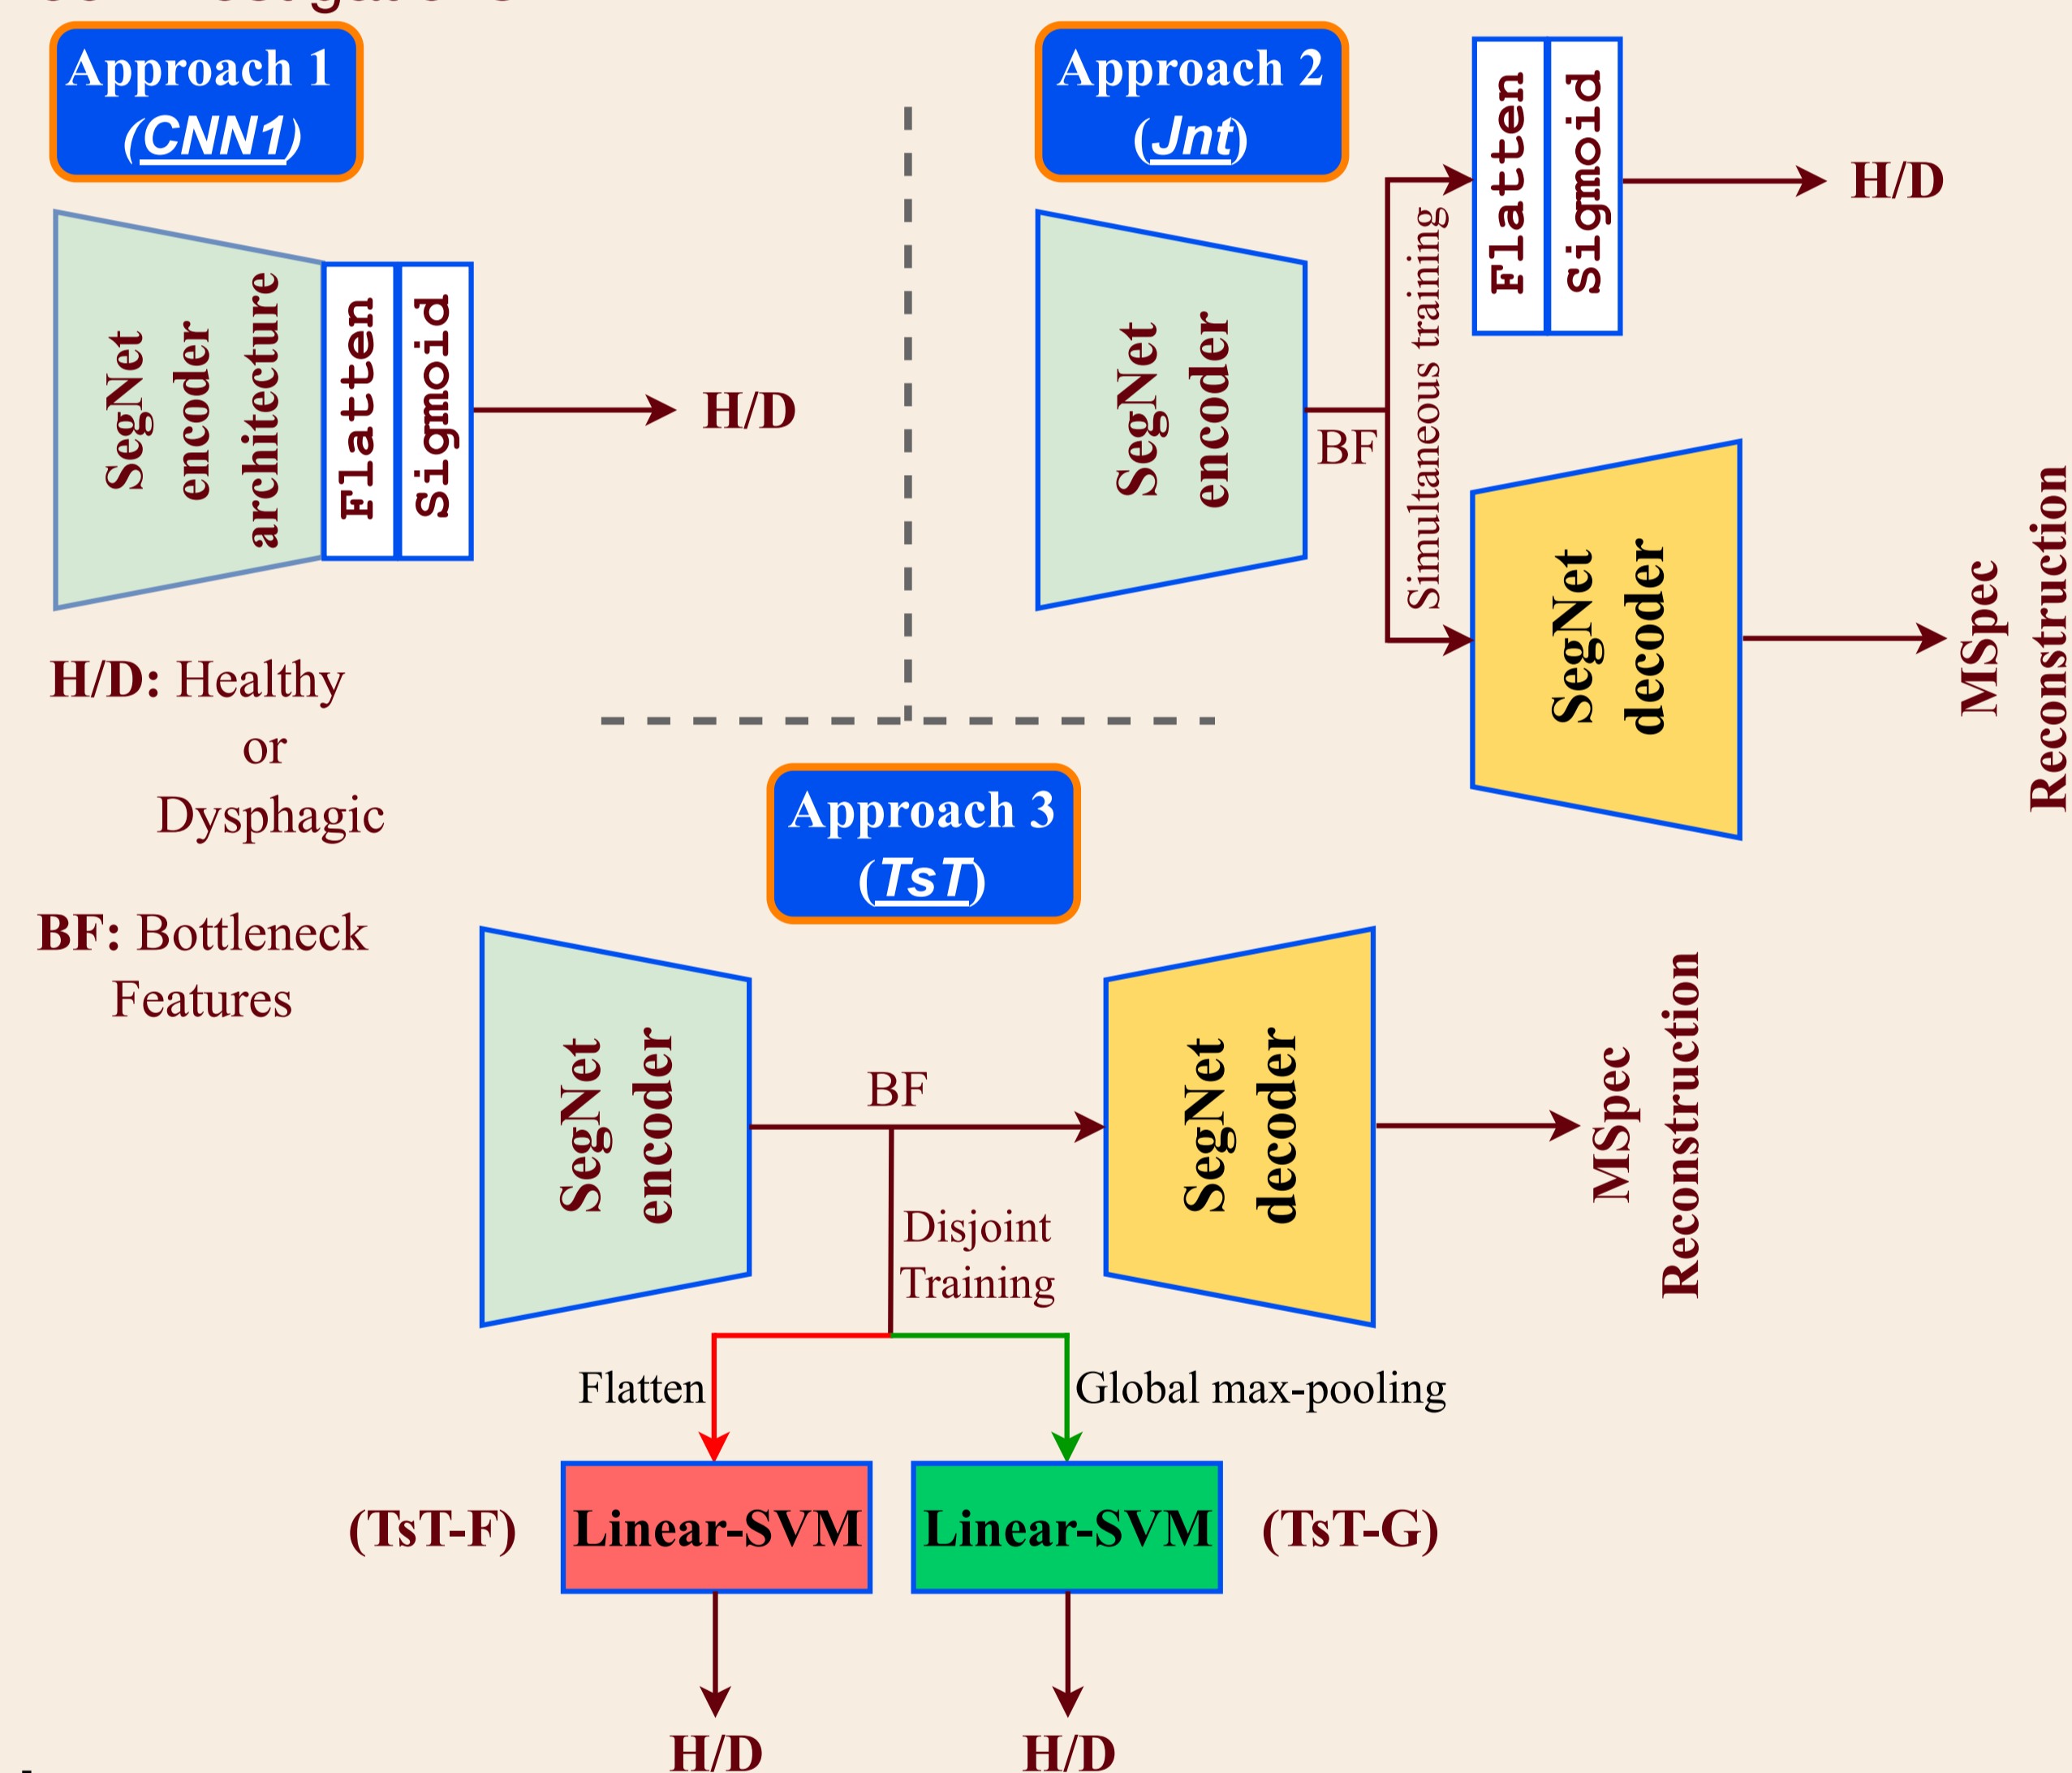 Approach 1
(CNN1)
SegNet
encoder
architecture
Flatten
Sigmoid
H/D
H/D: Healthy
or
Dysphagic
BF: Bottleneck
Features
Approach 2
(Jnt)
SegNet
encoder
BF
Simultaneous training
Flatten
Sigmoid
H/D
SegNet
decoder
MSpec
Reconstruction
Approach 3
(TsT)
SegNet
encoder
BF
Disjoint
Training
SegNet
decoder
MSpec
Reconstruction
Flatten
Global max-pooling
(TsT-F)
Linear-SVM
Linear-SVM
(TsT-G)
H/D
H/D